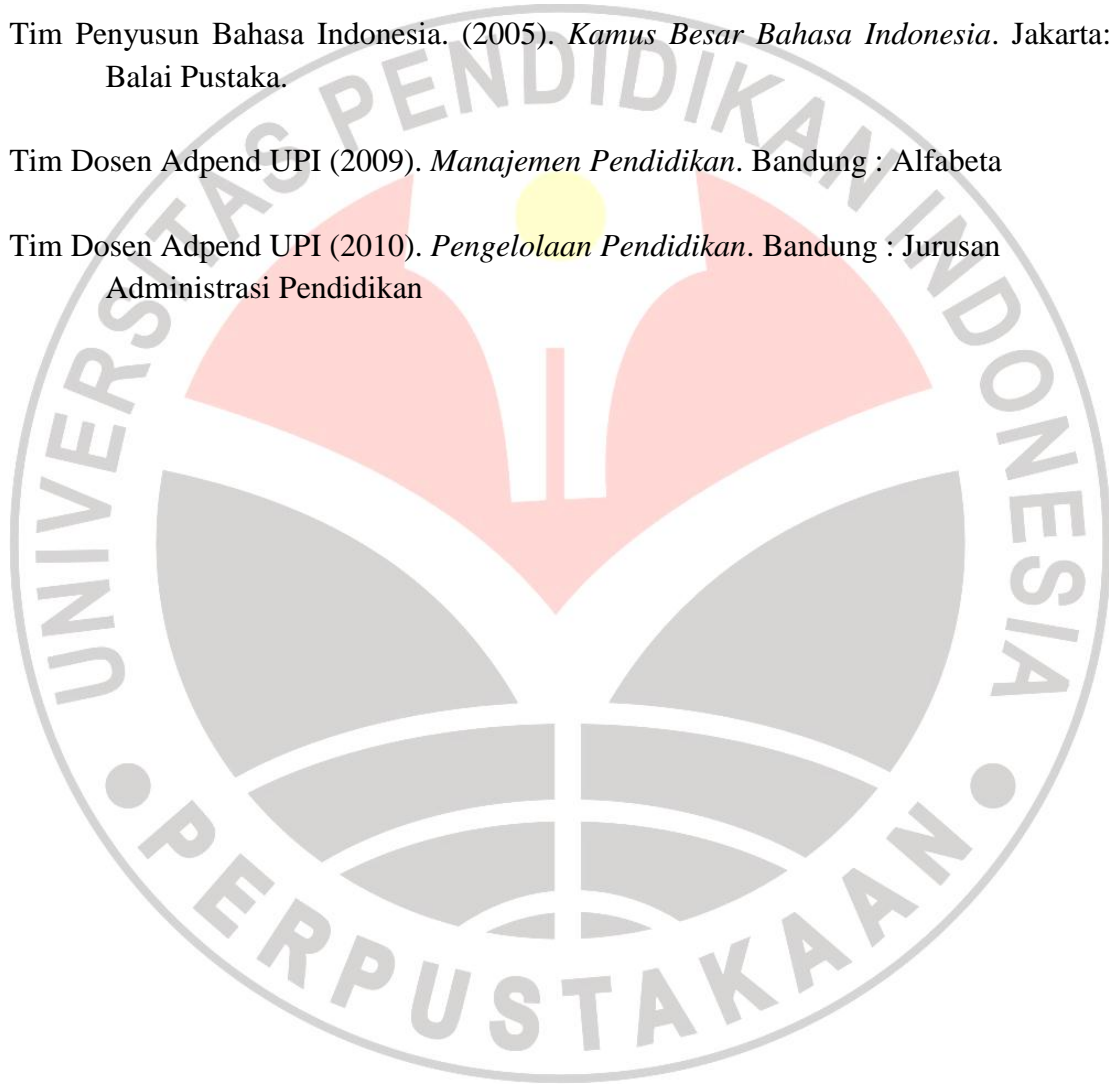 Tim Penyusun Bahasa Indonesia. (2005). Kamus Besar Bahasa Indonesia. Jakarta:
Balai Pustaka.
Tim Dosen Adpend UPI (2009). Manajemen Pendidikan. Bandung : Alfabeta
Tim Dosen Adpend UPI (2010). Pengelolaan Pendidikan. Bandung : Jurusan
Administrasi Pendidikan
UNIVERSITAS PENDIDIKAN INDONESIA
PERPUSTAKAAN